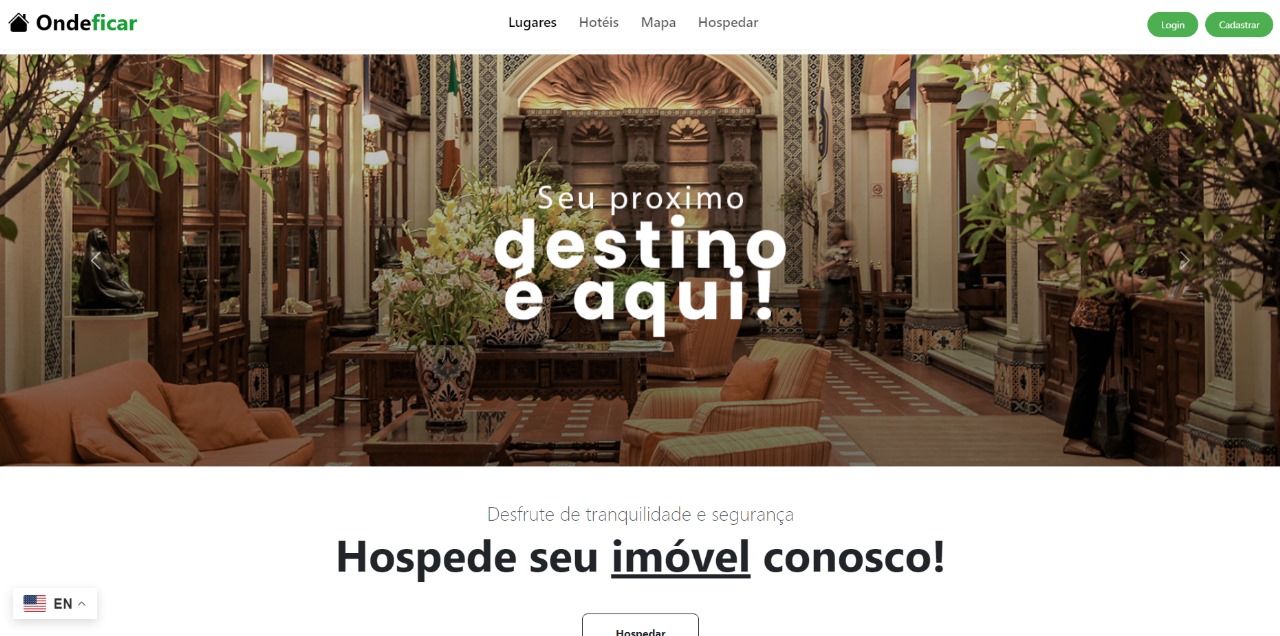 Ondeficar
Lugares Hotéis Mapa Hospedar
Login Cadastrar
Seu proximo
destino
é aqui!
Desfrute de tranquilidade e segurança
Hospede seu imóvel conosco!
EN
Hospedar